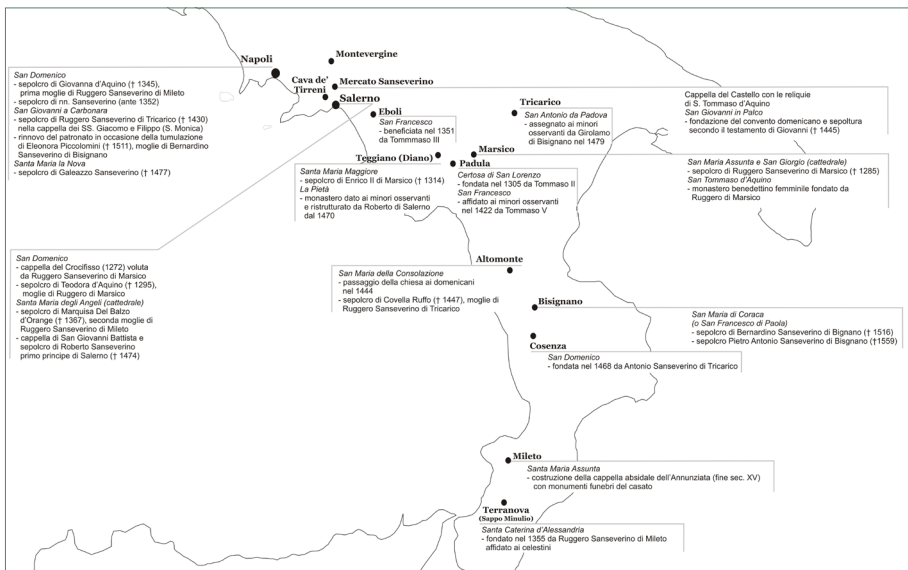 Napoli
San Domenico
- sepolcro di Giovanna d'Aquino († 1345),
prima moglie di Ruggero Sanseverino di Mileto
- sepolcro di nn. Sanseverino (ante 1352)
San Giovanni a Carbonara
- sepolcro di Ruggero Sanseverino di Tricarico († 1430)
nella cappella dei SS. Giacomo e Filippo (S. Monica)
- rinnovo del patronato in occasione della tumulazione
di Eleonora Piccolomini († 1511), moglie di Bernardino
Sanseverino di Bisignano
Santa Maria la Nova
- sepolcro di Galeazzo Sanseverino († 1477)
Montevergine
Cava de'
Tirreni
Mercato Sanseverino
Cappella del Castello con le reliquie
di S. Tommaso d'Aquino
San Giovanni in Palco
- fondazione del convento domenicano e sepoltura
secondo il testamento di Giovanni († 1445)
Salerno
San Domenico
- cappella del Crocifisso (1272) voluta
da Ruggero Sanseverino di Marsico
- sepolcro di Teodora d'Aquino († 1295),
moglie di Ruggero di Marsico
Santa Maria degli Angeli (cattedrale)
- sepolcro di Marquisa Del Balzo
d'Orange († 1367), seconda moglie di
Ruggero Sanseverino di Mileto
- cappella di San Giovanni Battista e
sepolcro di Roberto Sanseverino
primo principe di Salerno († 1474)
Eboli
San Francesco
- beneficiata nel 1351
da Tommmaso III
Tricarico
San Antonio da Padova
- assegnato ai minori
osservanti da Girolamo
di Bisignano nel 1479
Teggiano (Diano)
Santa Maria Maggiore
- sepolcro di Enrico II di Marsico († 1314)
La Pietà
- monastero dato ai minori osservanti
e ristrutturato da Roberto di Salerno
dal 1470
Marsico
San Maria Assunta e San Giorgio (cattedrale)
- sepolcro di Ruggero Sanseverino di Marsico († 1285)
San Tommaso d'Aquino
- monastero benedettino femminile fondato da
Ruggero di Marsico
Padula
Certosa di San Lorenzo
- fondata nel 1305 da Tommaso II
San Francesco
- affidato ai minori osservanti
nel 1422 da Tommaso V
Altomonte
San Maria della Consolazione
- passaggio della chiesa ai domenicani
nel 1444
- sepolcro di Covella Ruffo († 1447), moglie di
Ruggero Sanseverino di Tricarico
Bisignano
San Maria di Coraca
(o San Francesco di Paola)
- sepolcro di Bernardino Sanseverino di Bignano († 1516)
- sepolcro Pietro Antonio Sanseverino di Bignano (†1559)
Cosenza
San Domenico
- fondata nel 1468 da Antonio Sanseverino di Tricarico
Mileto
Santa Maria Assunta
- costruzione della cappella absidale dell'Annunziata (fine sec. XV)
con monumenti funebri del casato
Terranova
(Sappo Minulio)
Santa Caterina d'Alessandria
- fondato nel 1355 da Ruggero Sanseverino di Mileto
affidato ai celestini